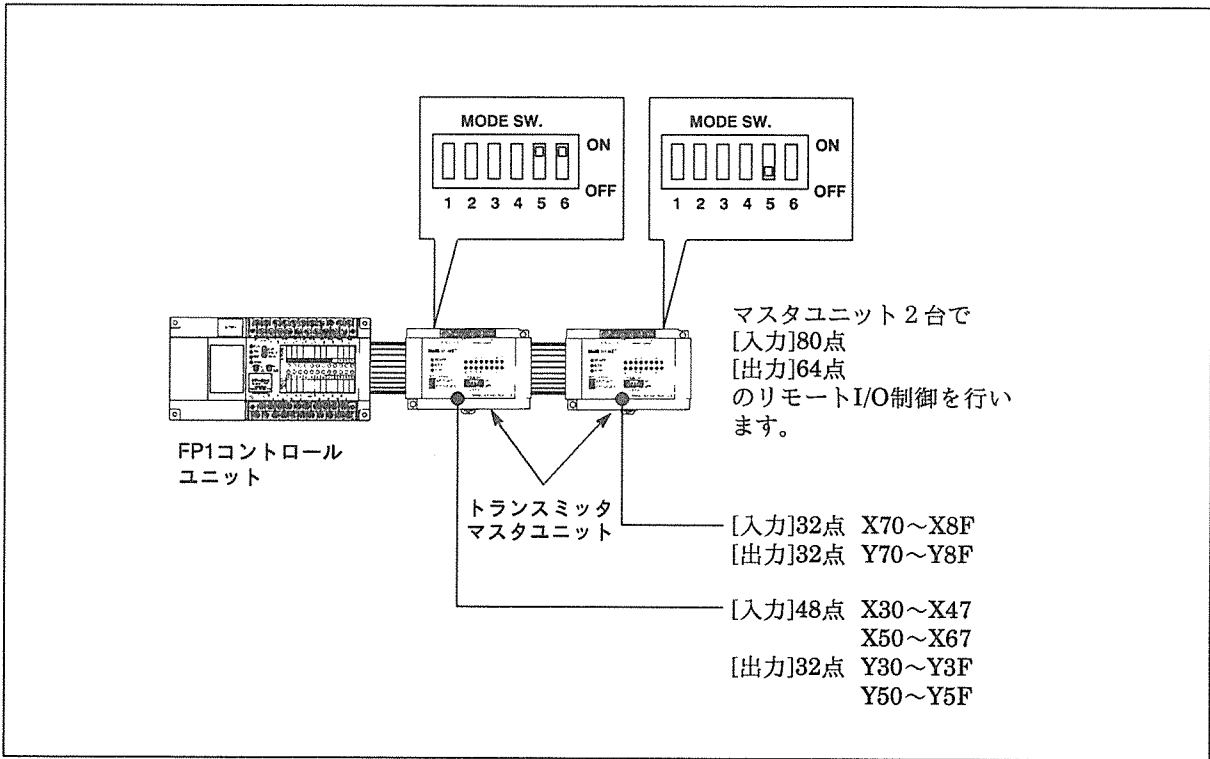 MODE SW.
ON
OFF
1 2 3 4 5 6
MODE SW.
ON
OFF
1 2 3 4 5 6
マスタユニット2台で
[入力]80点
[出力]64点
のリモートI/O制御を行い
ます。
FP1コントロール
ユニット
トランスミッタ
マスタユニット
[入力]32点 X70～X8F
[出力]32点 Y70～Y8F
[入力]48点 X30～X47
X50～X67
[出力]32点 Y30～Y3F
Y50～Y5F